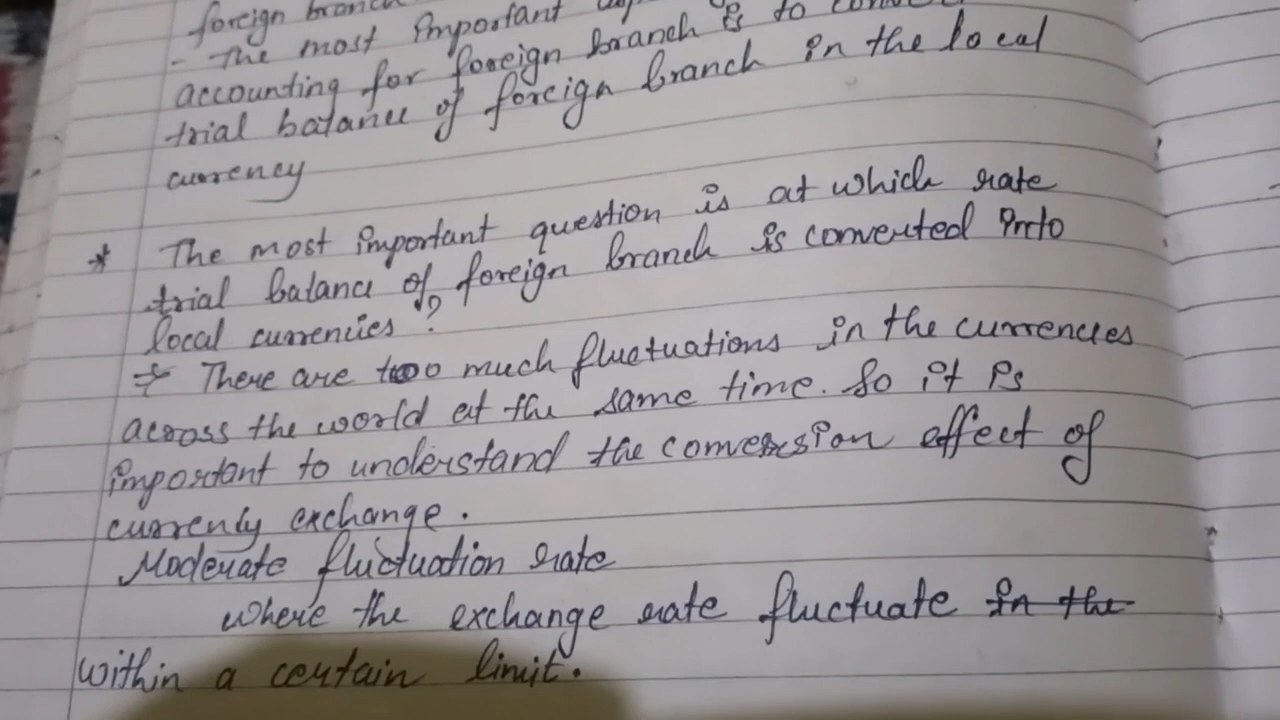 foreign branch
- The most important
accounting for foreign branch is to
trial balance of foreign branch in the local
currency
* The most important question is at which rate
trial balance of foreign branch is converted into
local currencies?
→ There are too much fluctuations in the currencies
across the world at the same time. So it is
important to understand the conversion effect of
currenly exchange.
Moderate fluctuation rate
where the exchange rate fluctuate in the
within a certain limit.